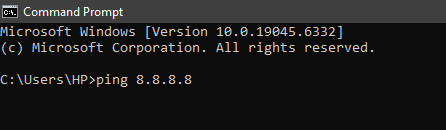 Command Prompt
Microsoft Windows [Version 10.0.19045.6332]
(c) Microsoft Corporation. All rights reserved.
C:\Users\HP>ping 8.8.8.8